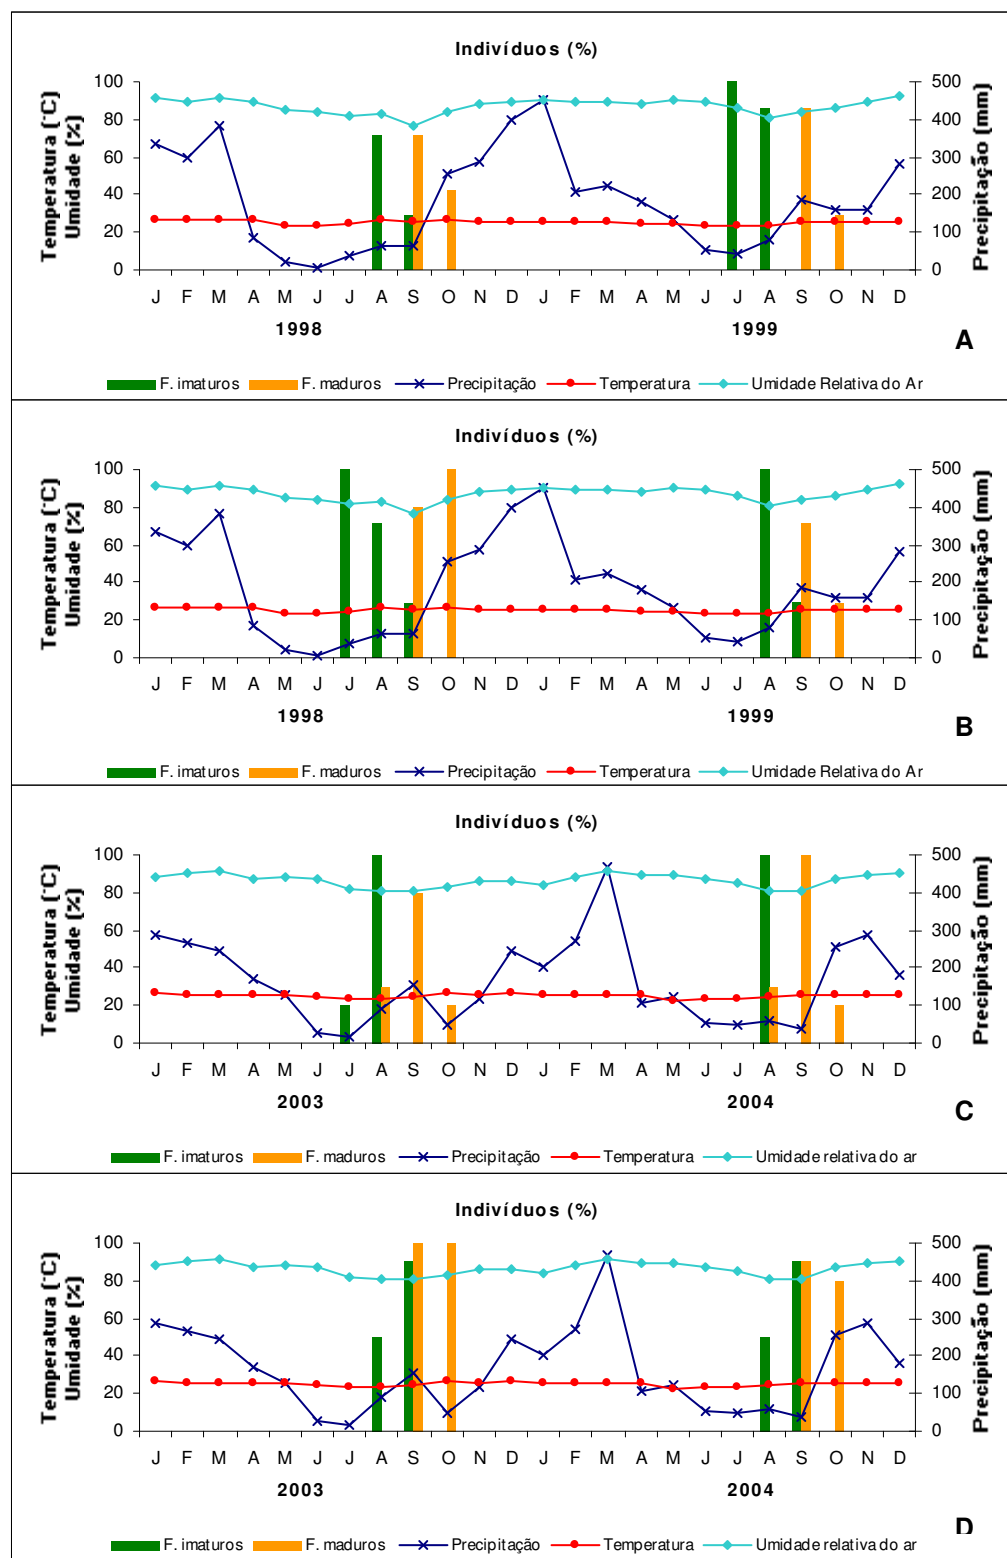 Indivíduos (%)
Temperatura (°C)
Umidade (%)
Precipitação (mm)
100 500
80 400
60 300
40 200
20 100
0 0
J F M A M J J A S O N D J F M A M J J A S O N D
1998 1999
A
F. imaturos F. maduros Precipitação Temperatura Umidade Relativa do Ar
Indivíduos (%)
Temperatura (°C)
Umidade (%)
Precipitação (mm)
100 500
80 400
60 300
40 200
20 100
0 0
J F M A M J J A S O N D J F M A M J J A S O N D
1998 1999
B
F. imaturos F. maduros Precipitação Temperatura Umidade Relativa do Ar
Indivíduos (%)
Temperatura (°C)
Umidade (%)
Precipitação (mm)
100 500
80 400
60 300
40 200
20 100
0 0
J F M A M J J A S O N D J F M A M J J A S O N D
2003 2004
C
F. imaturos F. maduros Precipitação Temperatura Umidade relativa do ar
Indivíduos (%)
Temperatura (°C)
Umidade (%)
Precipitação (mm)
100 500
80 400
60 300
40 200
20 100
0 0
J F M A M J J A S O N D J F M A M J J A S O N D
2003 2004
D
F. imaturos F. maduros Precipitação Temperatura Umidade relativa do ar